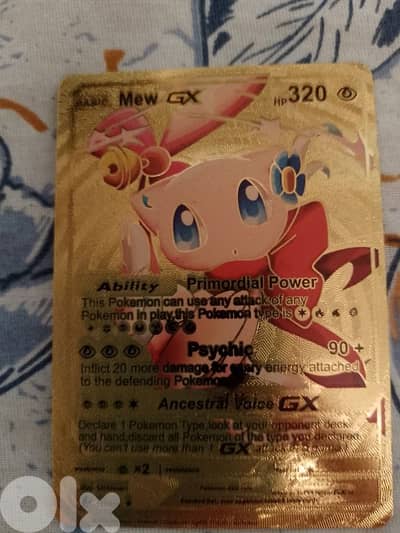 BASIC Mew GX HP 320
Ability Primordial Power
This Pokemon can use any attack of any
Pokemon in play,this Pokemon type is
Psychic 90 +
Inflict 20 more damage for every energy attached
to the defending Pokemon
Ancestral Voice GX
Declare 1 Pokemon Type,look at your opponent deck
and hand,discard all Pokemon of the type you declared
(You can't use more than 1 GX attack in a game.)
x2
olx